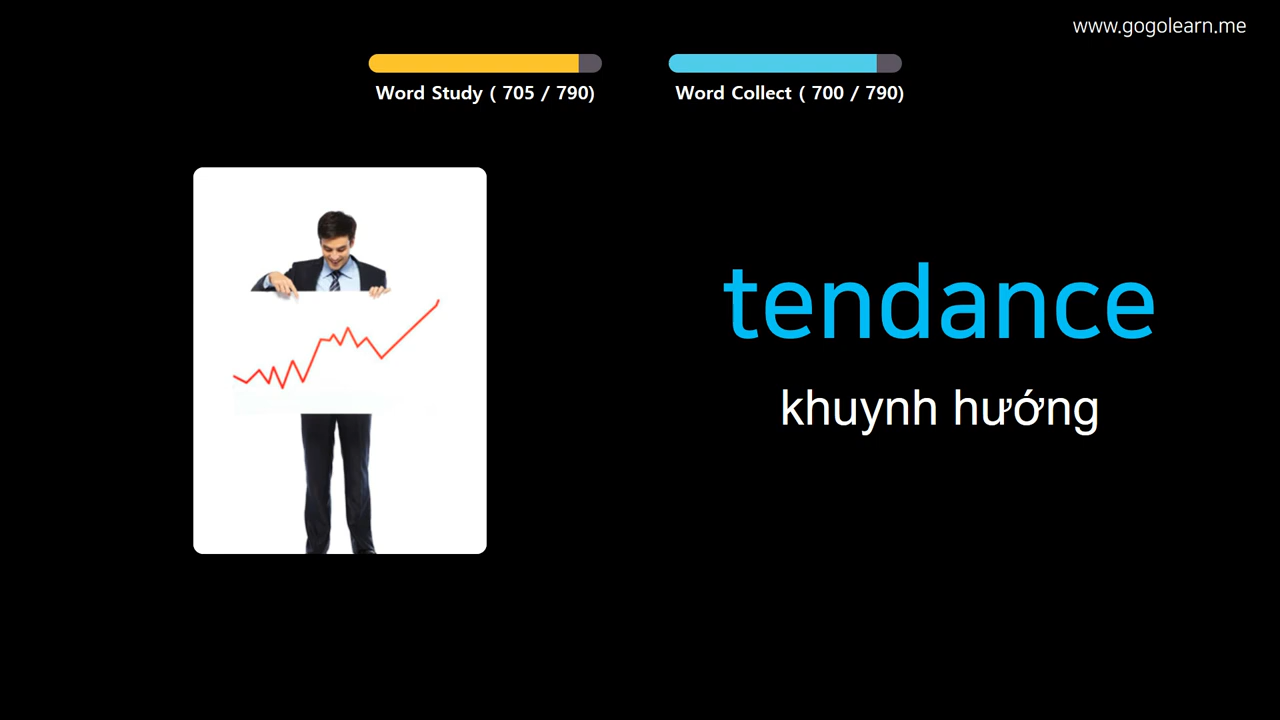 www.gogolearn.me
Word Study ( 705 / 790)
Word Collect ( 700 / 790)
tendance
khuynh hướng